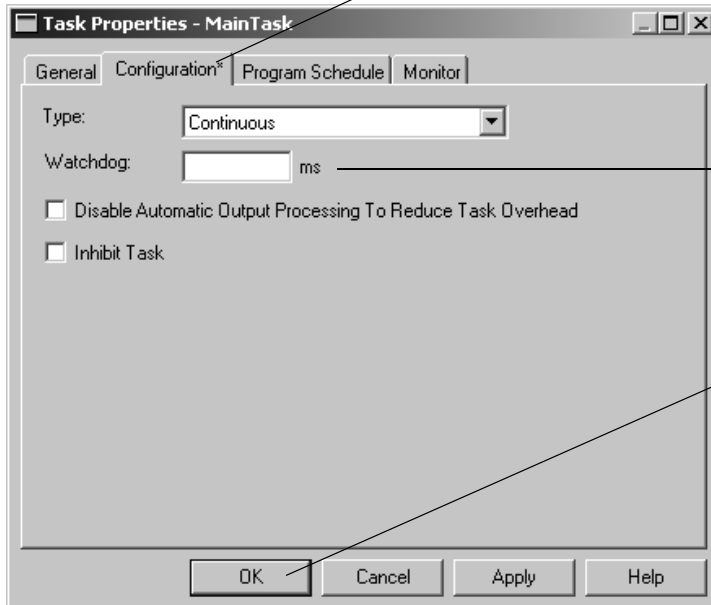 Task Properties - MainTask
General Configuration* Program Schedule Monitor
Type: Continuous
Watchdog: ms
Disable Automatic Output Processing To Reduce Task Overhead
Inhibit Task
OK Cancel Apply Help